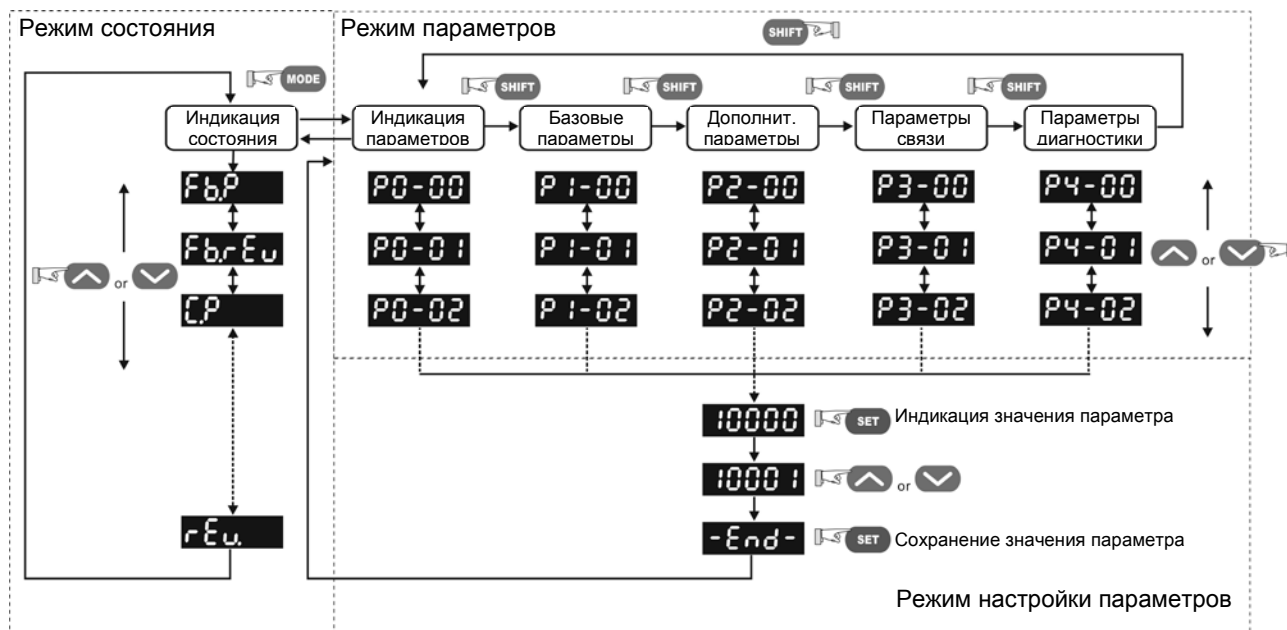 Режим состояния
Режим параметров
SHIFT
MODE
SHIFT
SHIFT
SHIFT
SHIFT
Индикация
состояния
Индикация
параметров
Базовые
параметры
Дополнит.
параметры
Параметры
связи
Параметры
диагностики
Fb.P
P0-00
P1-00
P2-00
P3-00
P4-00
Fb.rEu
P0-01
P1-01
P2-01
P3-01
P4-01
or
or
C.P
P0-02
P1-02
P2-02
P3-02
P4-02
10000
SET
Индикация значения параметра
10001
or
rEu.
-End-
SET
Сохранение значения параметра
Режим настройки параметров